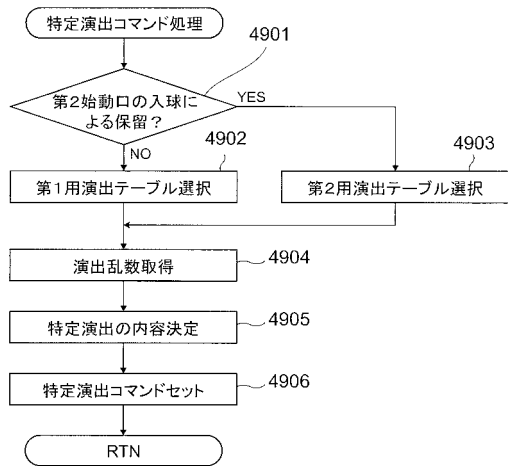 特定演出コマンド処理
4901
第2始動口の入球に
よる保留?
YES
NO
4902
4903
第1用演出テーブル選択
第2用演出テーブル選択
演出乱数取得
4904
特定演出の内容決定
4905
特定演出コマンドセット
4906
RTN